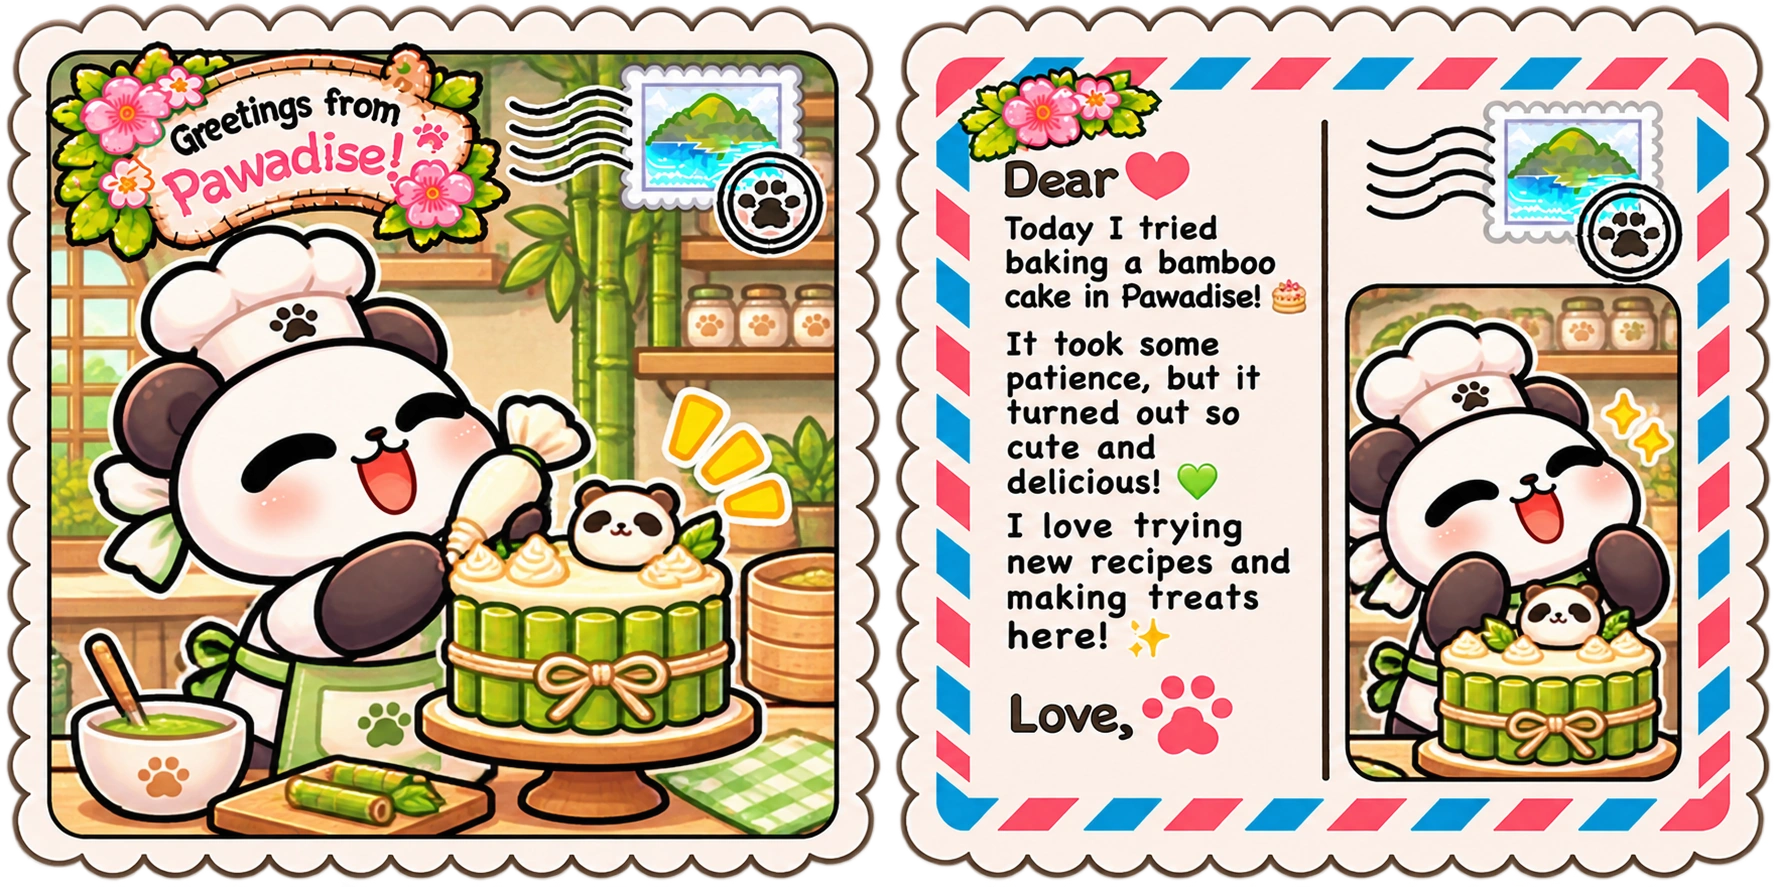 Greetings from
Pawadise!
Dear
Today I tried
baking a bamboo
cake in Pawadise!
It took some
patience, but it
turned out so
cute and
delicious!
I love trying
new recipes and
making treats
here!
Love,